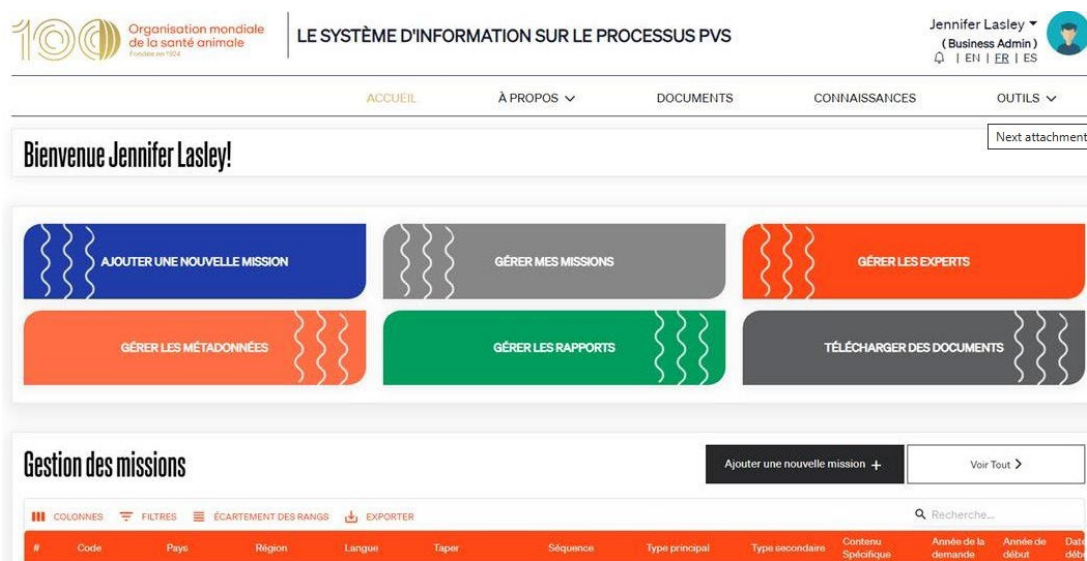 100 Organisation mondiale
de la santé animale
Fondée en 1924
LE SYSTÈME D'INFORMATION SUR LE PROCESSUS PVS
Jennifer Lasley
( Business Admin )
| EN | FR | ES
ACCUEIL À PROPOS DOCUMENTS CONNAISSANCES OUTILS
Next attachment
Bienvenue Jennifer Lasley!
AJOUTER UNE NOUVELLE MISSION GÉRER MES MISSIONS GÉRER LES EXPERTS
GÉRER LES MÉTADONNÉES GÉRER LES RAPPORTS TÉLÉCHARGER DES DOCUMENTS
Gestion des missions
Ajouter une nouvelle mission + Voir Tout >
COLONNES FILTRES ÉCARTEMENT DES RANGS EXPORTER Recherche...
# Code Pays Région Langue Taper Séquence Type principal Type secondaire Contenu Spécifique Année de la demande Année de début Date débu